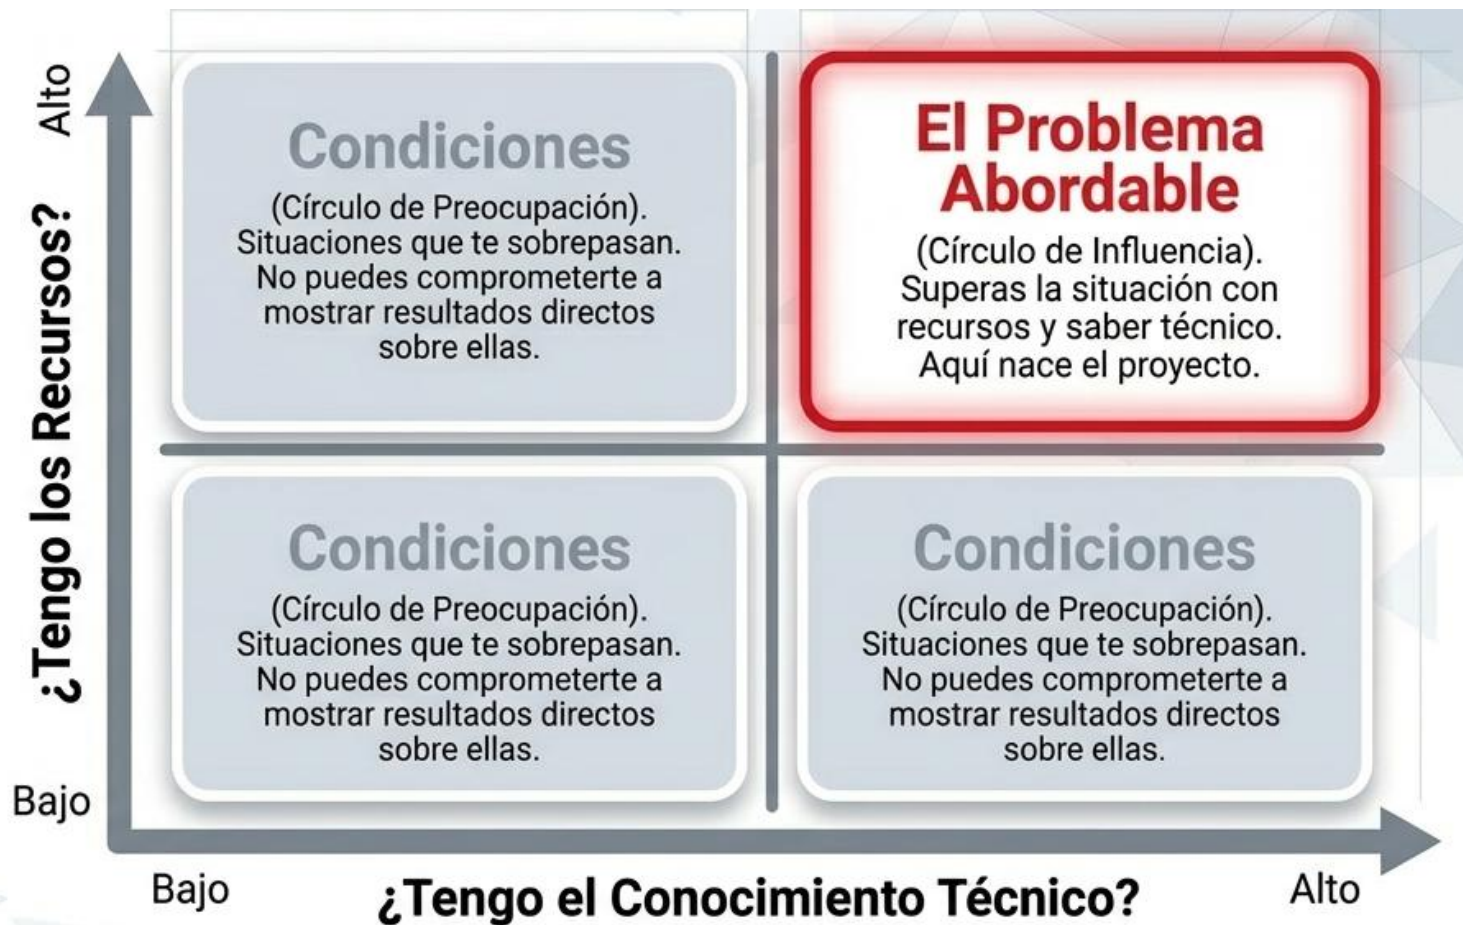 Alto
¿Tengo los Recursos?
Bajo
Condiciones
(Círculo de Preocupación).
Situaciones que te sobrepasan.
No puedes comprometerte a
mostrar resultados directos
sobre ellas.
El Problema
Abordable
(Círculo de Influencia).
Superas la situación con
recursos y saber técnico.
Aquí nace el proyecto.
Condiciones
(Círculo de Preocupación).
Situaciones que te sobrepasan.
No puedes comprometerte a
mostrar resultados directos
sobre ellas.
Condiciones
(Círculo de Preocupación).
Situaciones que te sobrepasan.
No puedes comprometerte a
mostrar resultados directos
sobre ellas.
Bajo
¿Tengo el Conocimiento Técnico?
Alto